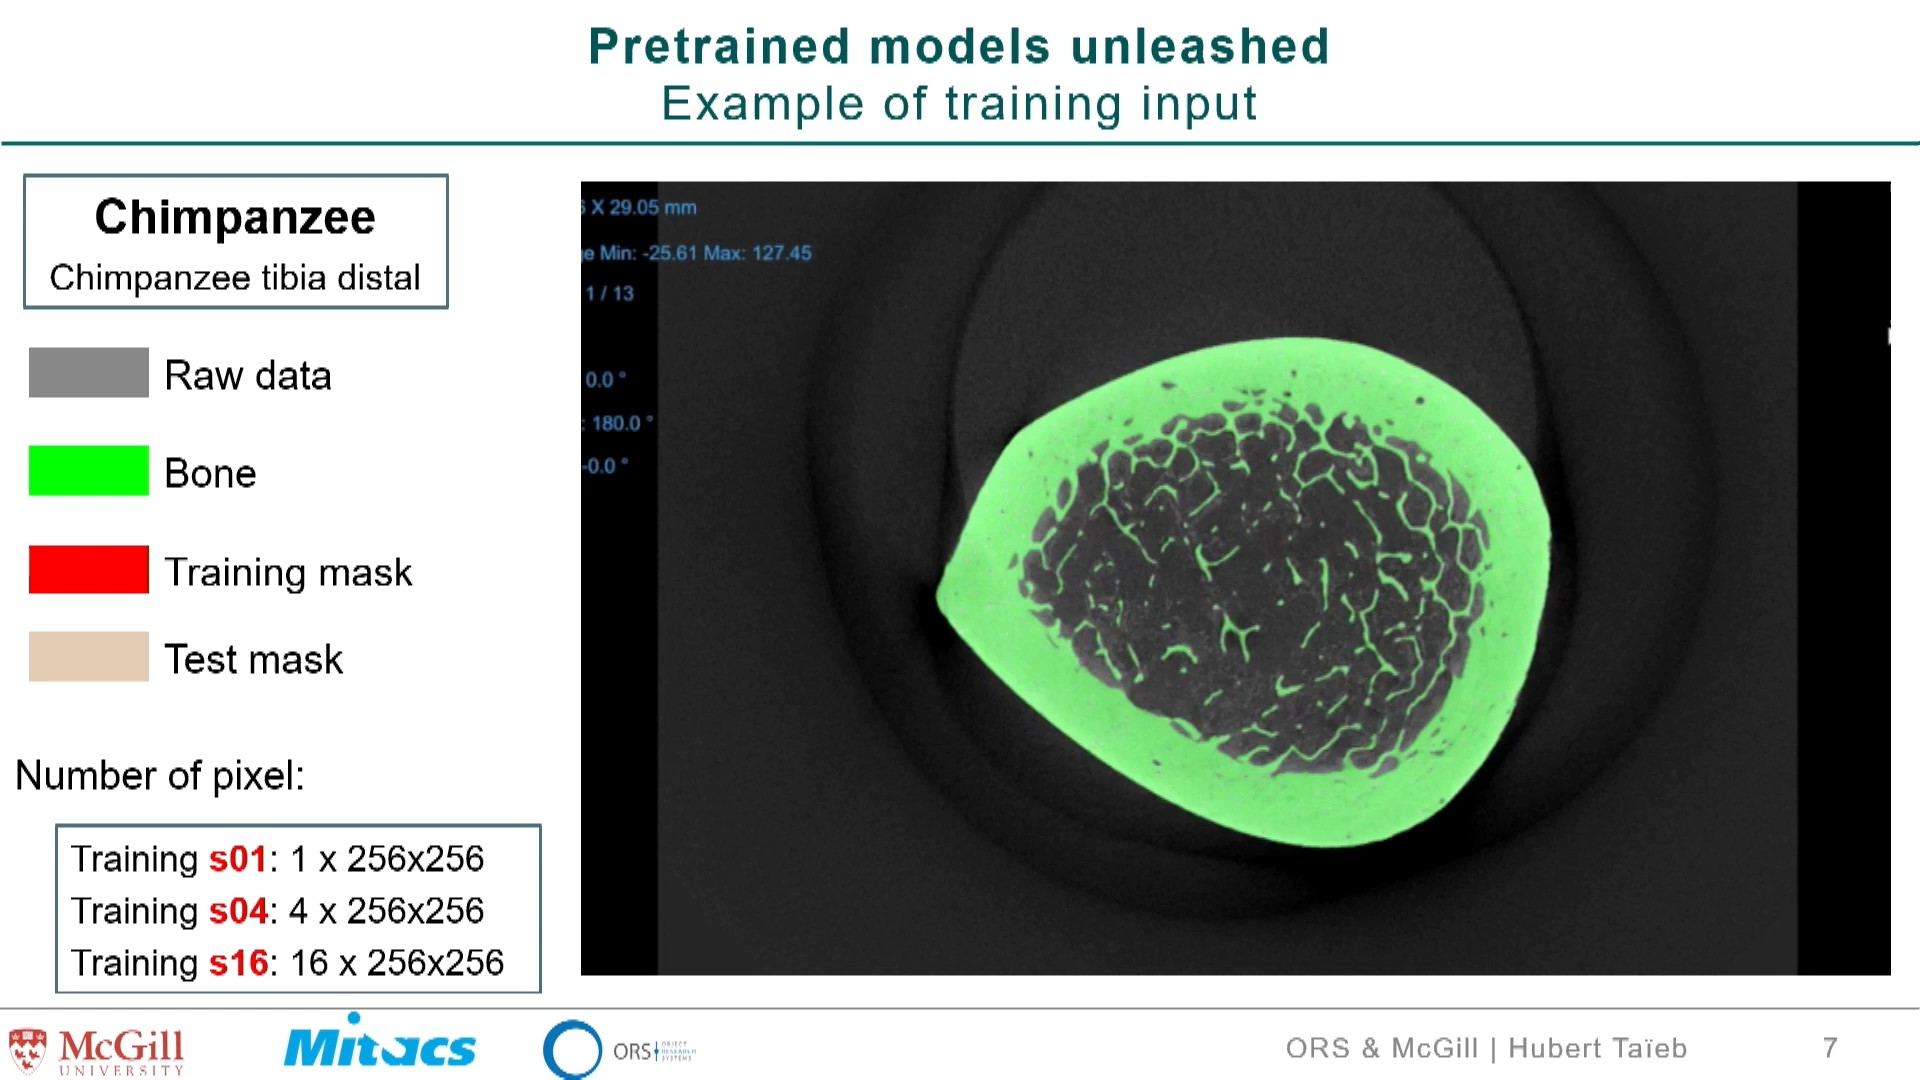 Pretrained models unleashed
Example of training input
Chimpanzee
Chimpanzee tibia distal
Raw data
Bone
Training mask
Test mask
Number of pixel:
Training s01: 1 x 256x256
Training s04: 4 x 256x256
Training s16: 16 x 256x256
X 29.05 mm
Min: -25.61 Max: 127.45
1 / 13
0.0 °
: 180.0 °
-0.0 °
McGill
UNIVERSITY
Mitacs
ORS
OBJECT
RESEARCH
SYSTEMS
ORS & McGill | Hubert Taïeb
7